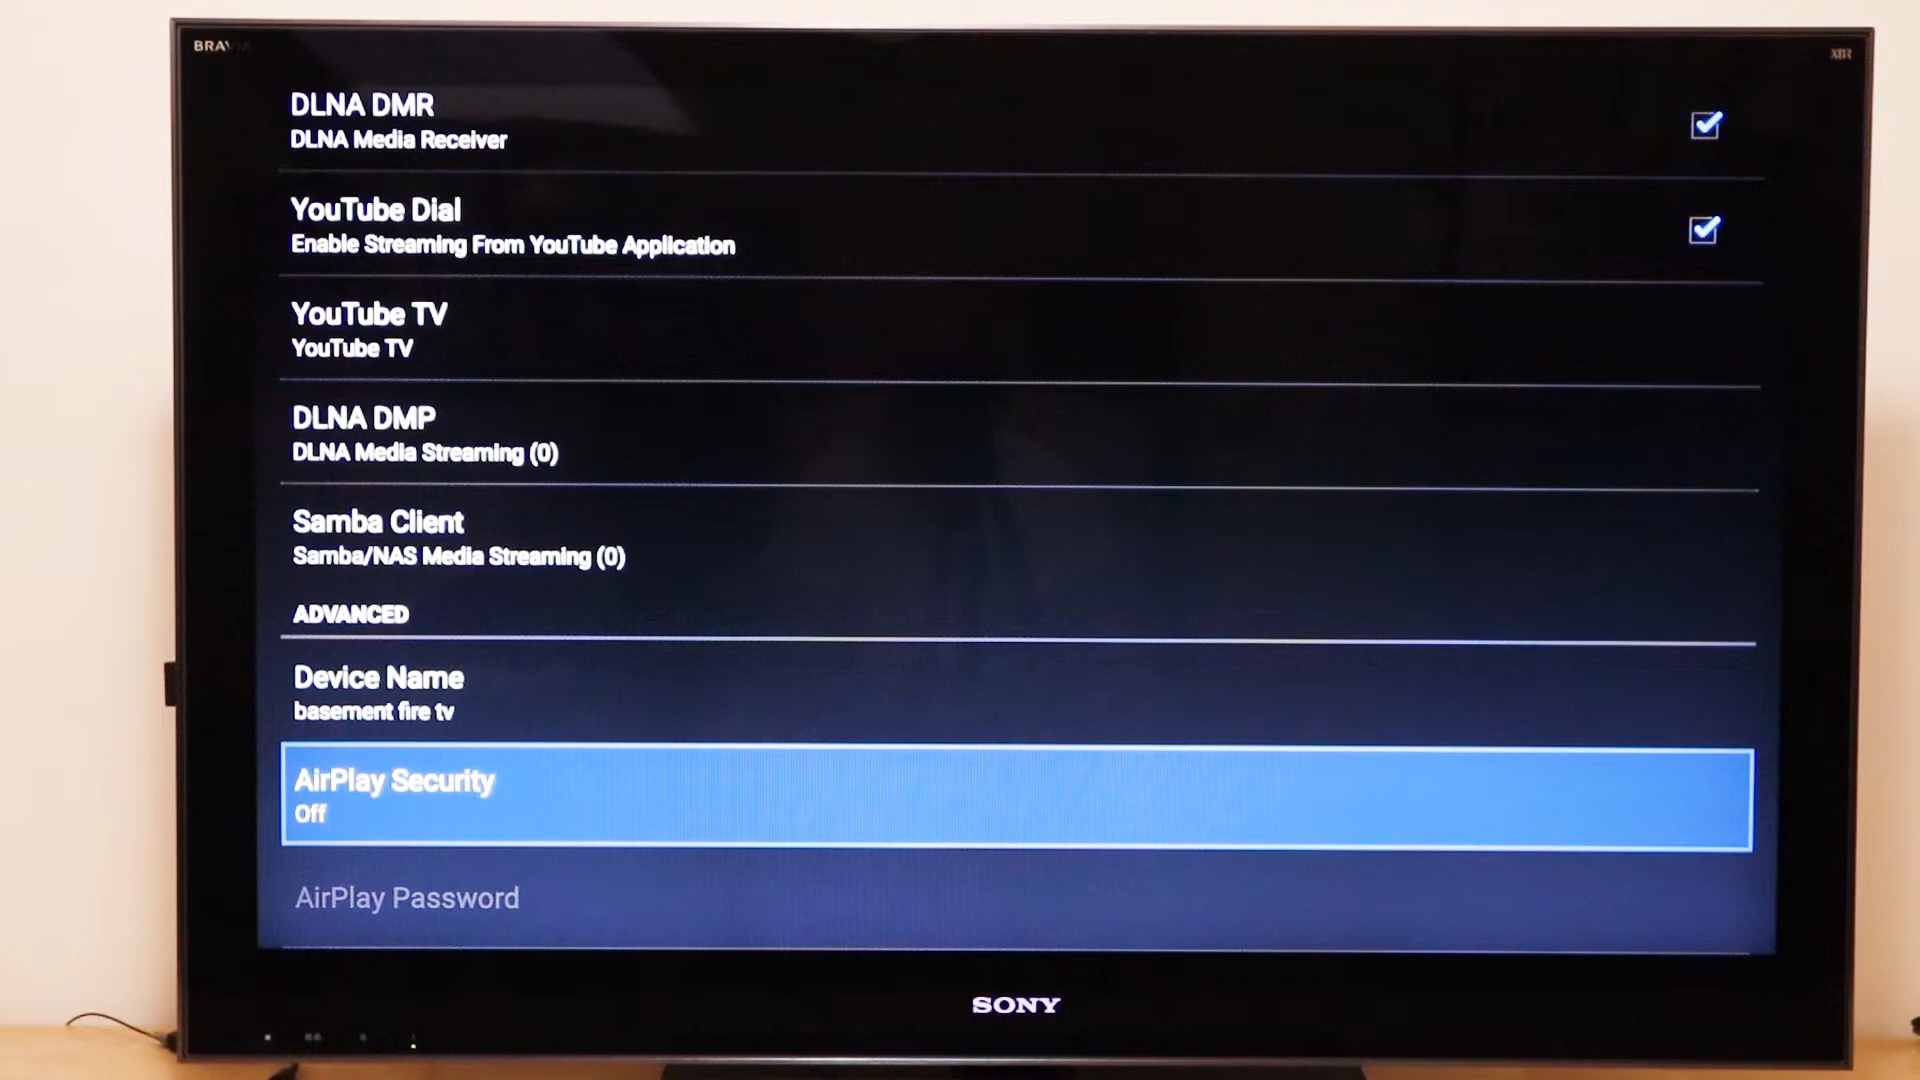 BRAVIA
XBR
DLNA DMR
DLNA Media Receiver
YouTube Dial
Enable Streaming From YouTube Application
YouTube TV
YouTube TV
DLNA DMP
DLNA Media Streaming (0)
Samba Client
Samba/NAS Media Streaming (0)
ADVANCED
Device Name
basement fire tv
AirPlay Security
Off
AirPlay Password
SONY